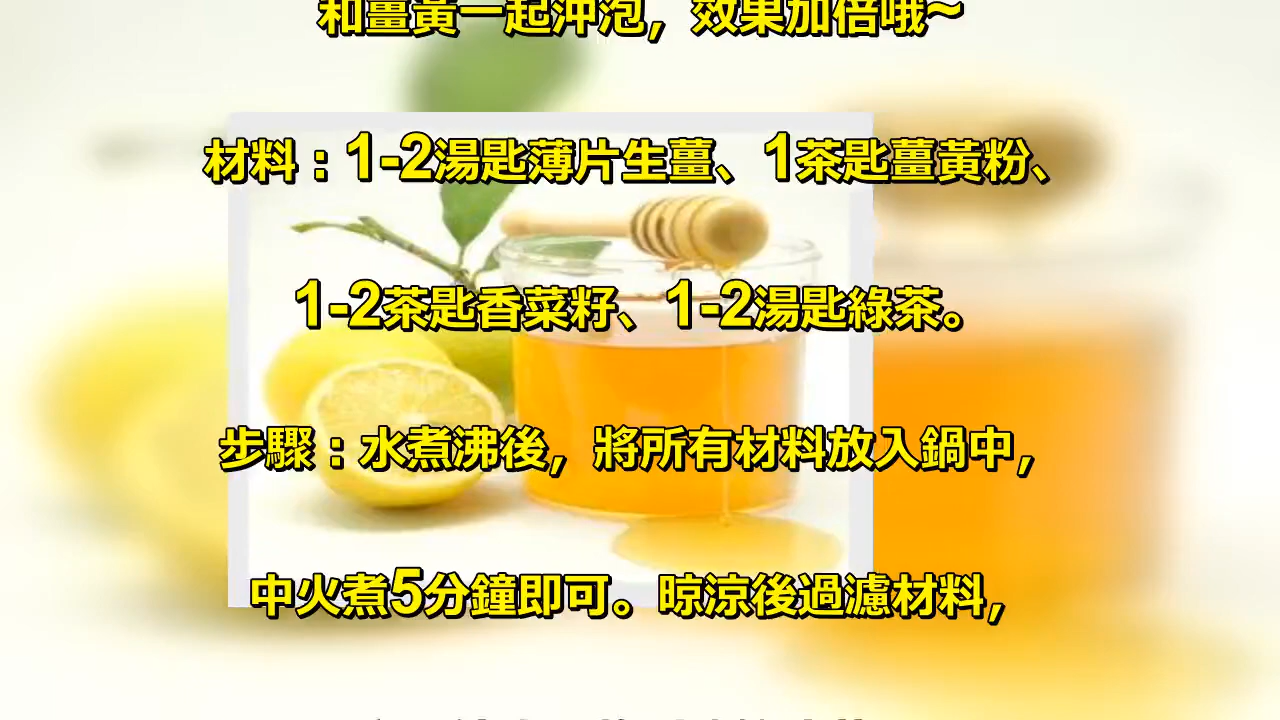 和薑黃一起沖泡，效果加倍哦~
材料：1-2湯匙薄片生薑、1茶匙薑黃粉、
1-2茶匙香菜籽、1-2湯匙綠茶。
步驟：水煮沸後，將所有材料放入鍋中，
中火煮5分鐘即可。晾涼後過濾材料，